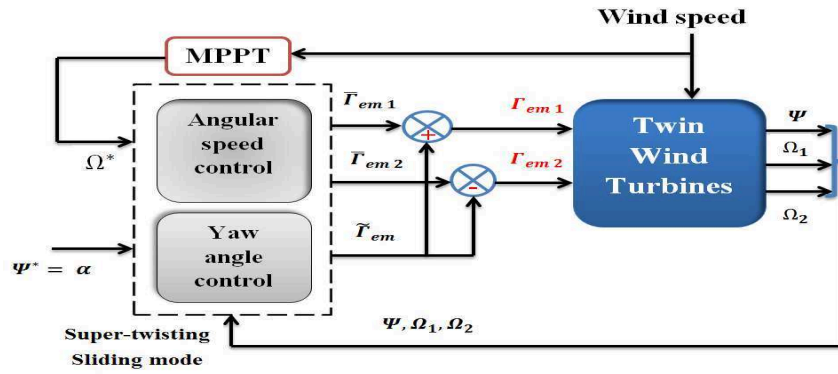 Wind speed
MPPT
Angular
speed
control
Ω*
Γ̅em 1
Γ̅em 2
+
-
Γem 1
Γem 2
Twin
Wind
Turbines
Ψ
Ω1
Ω2
Yaw
angle
control
Γ̃em
Ψ* = α
Super-twisting
Sliding mode
Ψ, Ω1, Ω2